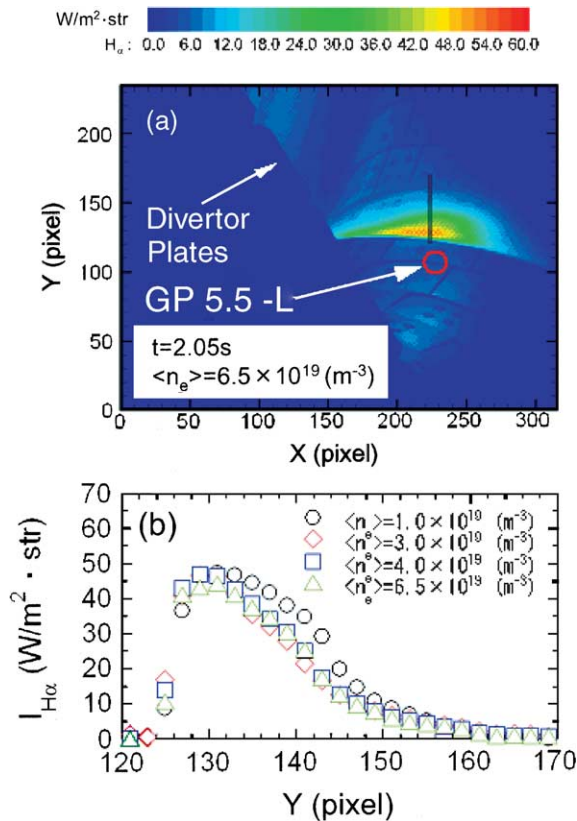 W/m²·str
Hα : 0.0 6.0 12.0 18.0 24.0 30.0 36.0 42.0 48.0 54.0 60.0
(a)
200
150
100
50
0
Y (pixel)
Divertor
Plates
GP 5.5 -L
t=2.05s
<ne>=6.5×10¹⁹ (m⁻³)
0 50 100 150 200 250 300
X (pixel)
(b)
70
60
50
40
30
20
10
0
I Hα (W/m² · str)
<ne>=1.0×10¹⁹ (m⁻³)
<ne>=3.0×10¹⁹ (m⁻³)
<ne>=4.0×10¹⁹ (m⁻³)
<ne>=6.5×10¹⁹ (m⁻³)
120 130 140 150 160 170
Y (pixel)